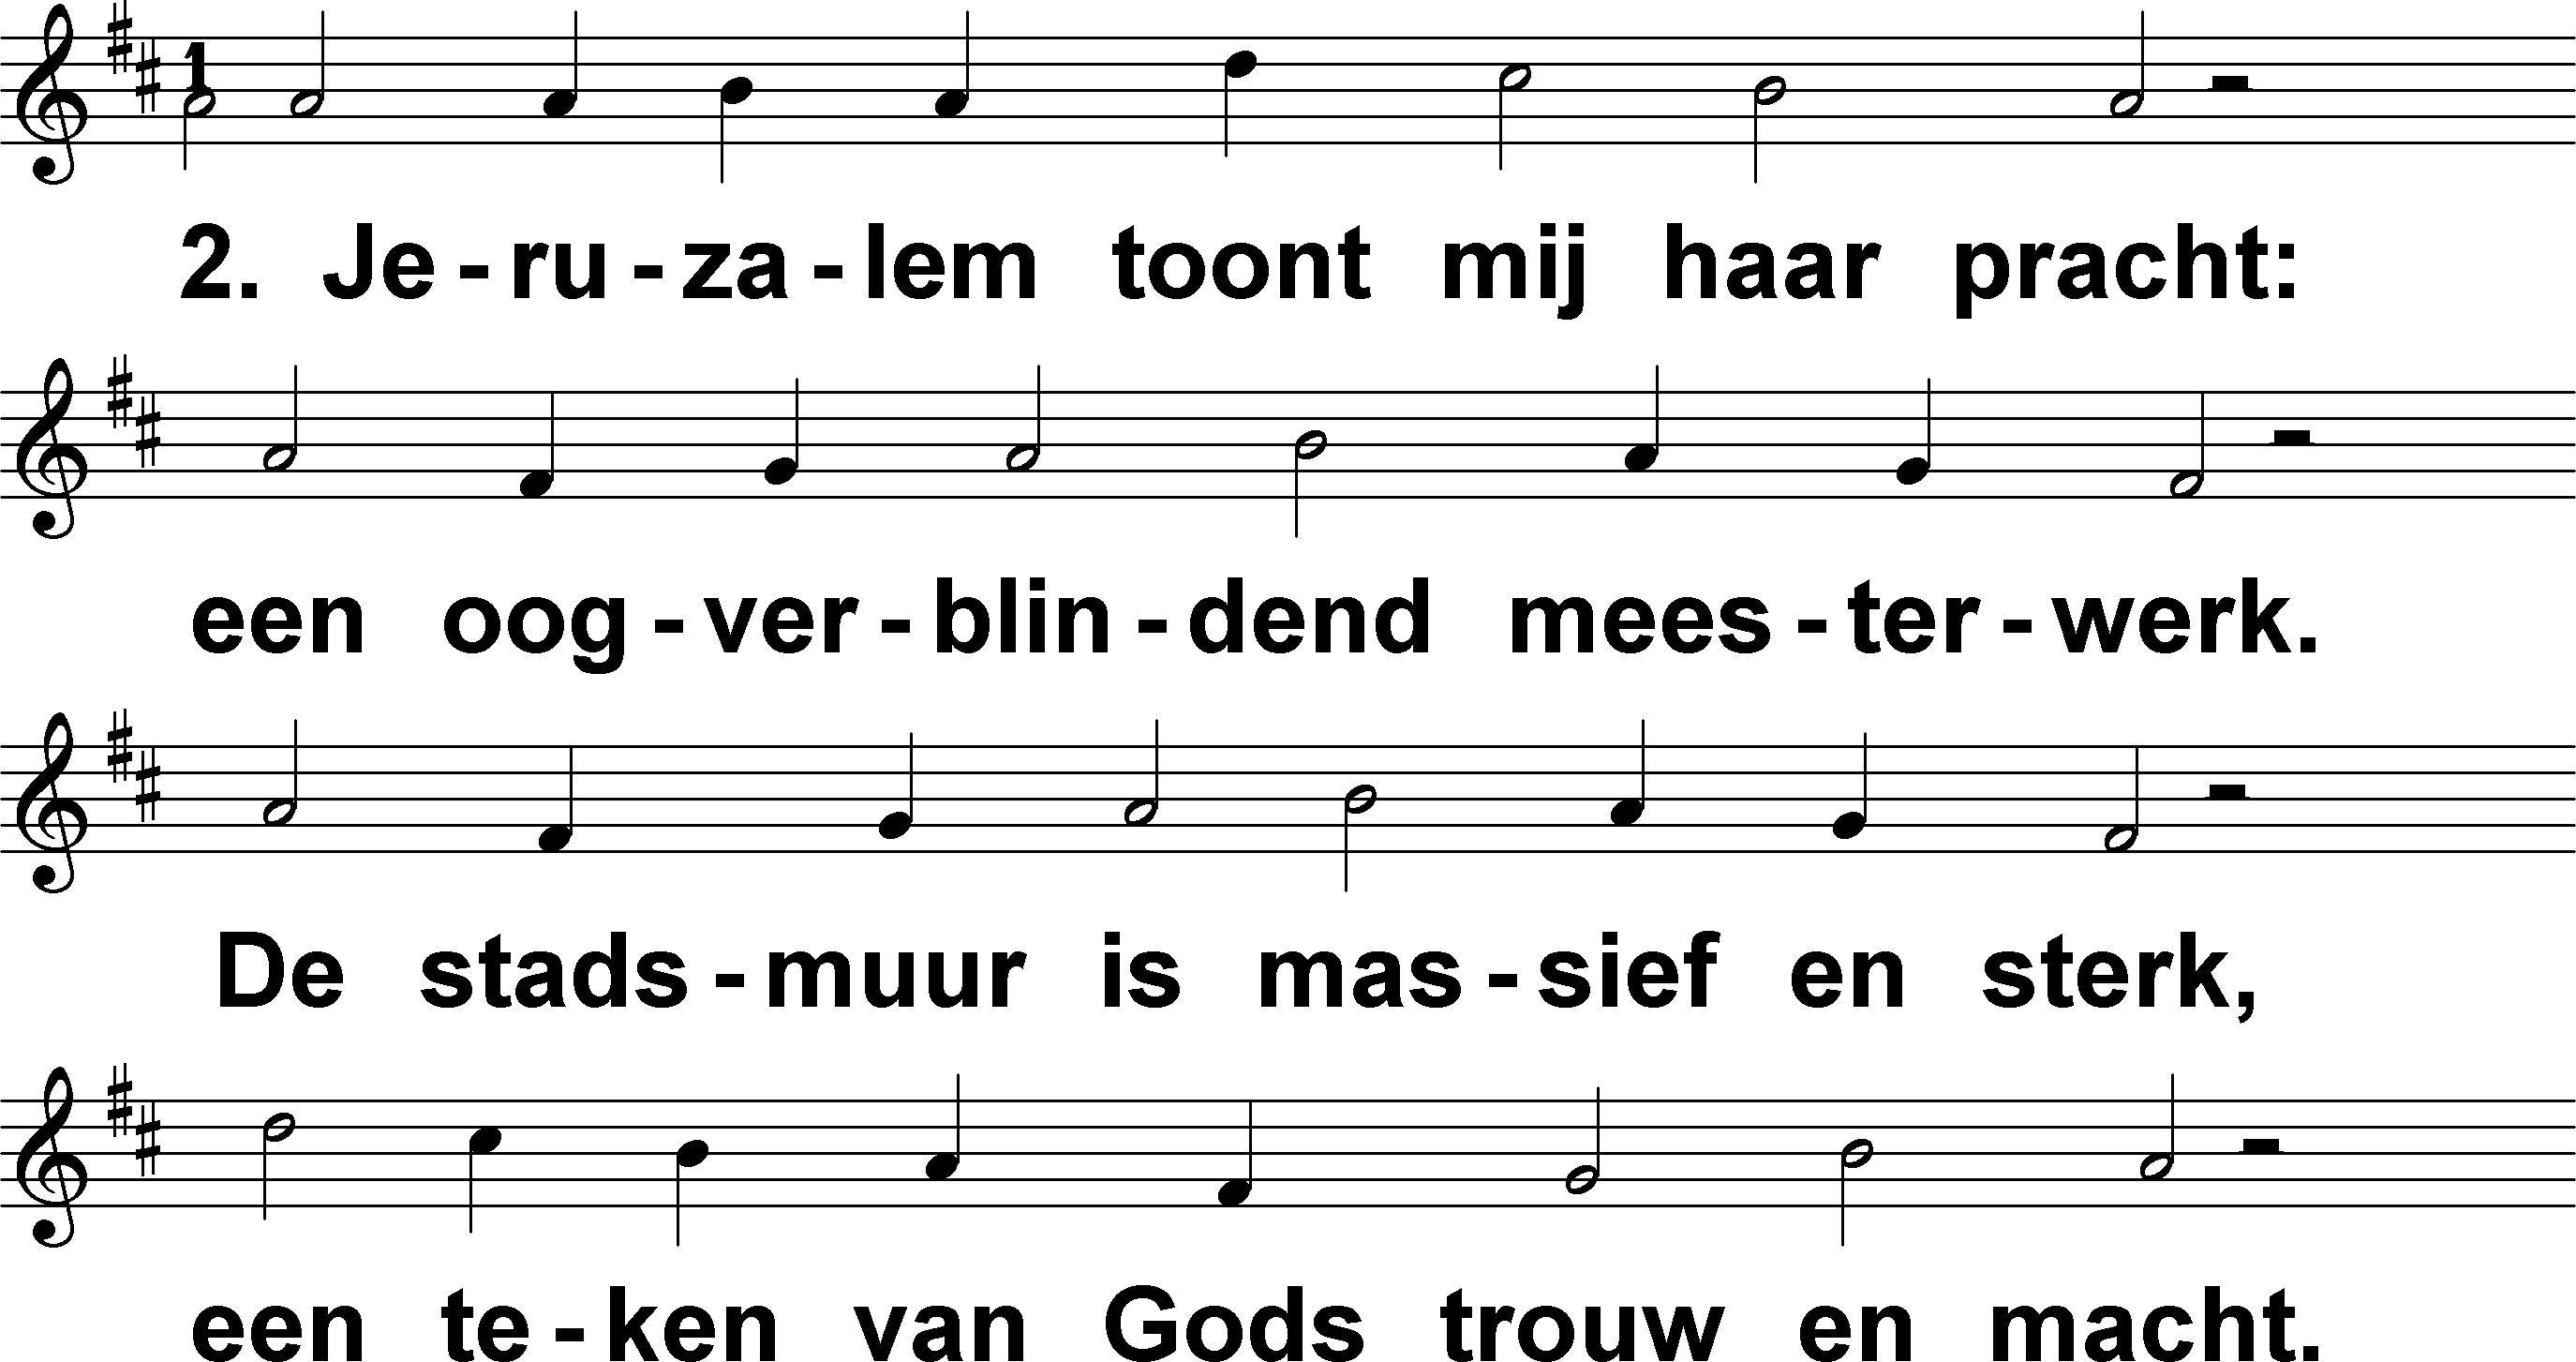 1
2. Je - ru - za - lem toont mij haar pracht:
een oog - ver - blin - dend mees - ter - werk.
De stads - muur is mas - sief en sterk,
een te - ken van Gods trouw en macht.